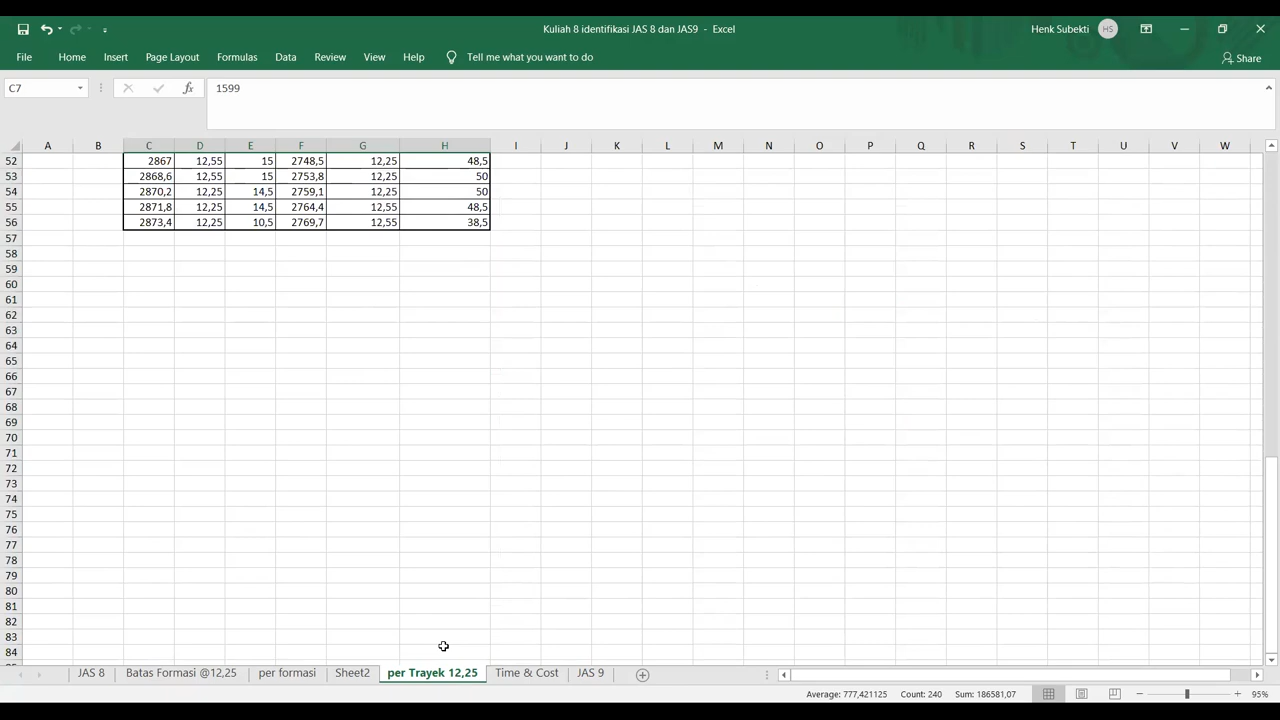 Kuliah 8 identifikasi JAS 8 dan JAS9 - Excel
Henk Subekti HS
File Home Insert Page Layout Formulas Data Review View Help Tell me what you want to do Share
C7 fx 1599
A B C D E F G H I J K L M N O P Q R S T U V W
52 2867 12,55 15 2748,5 12,25 48,5
53 2868,6 12,55 15 2753,8 12,25 50
54 2870,2 12,25 14,5 2759,1 12,25 50
55 2871,8 12,25 14,5 2764,4 12,55 48,5
56 2873,4 12,25 10,5 2769,7 12,55 38,5
57
58
59
60
61
62
63
64
65
66
67
68
69
70
71
72
73
74
75
76
77
78
79
80
81
82
83
84
JAS 8 Batas Formasi @12,25 per formasi Sheet2 per Trayek 12,25 Time & Cost JAS 9
Average: 777,421125 Count: 240 Sum: 186581,07 95%